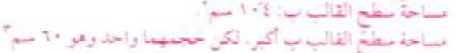 مساحة سطح القالب ب: ١٠٤ سم٢.
مساحة سطح القالب ب أكبر. لكن حجمهما واحد وهو ٦٠ سم٣